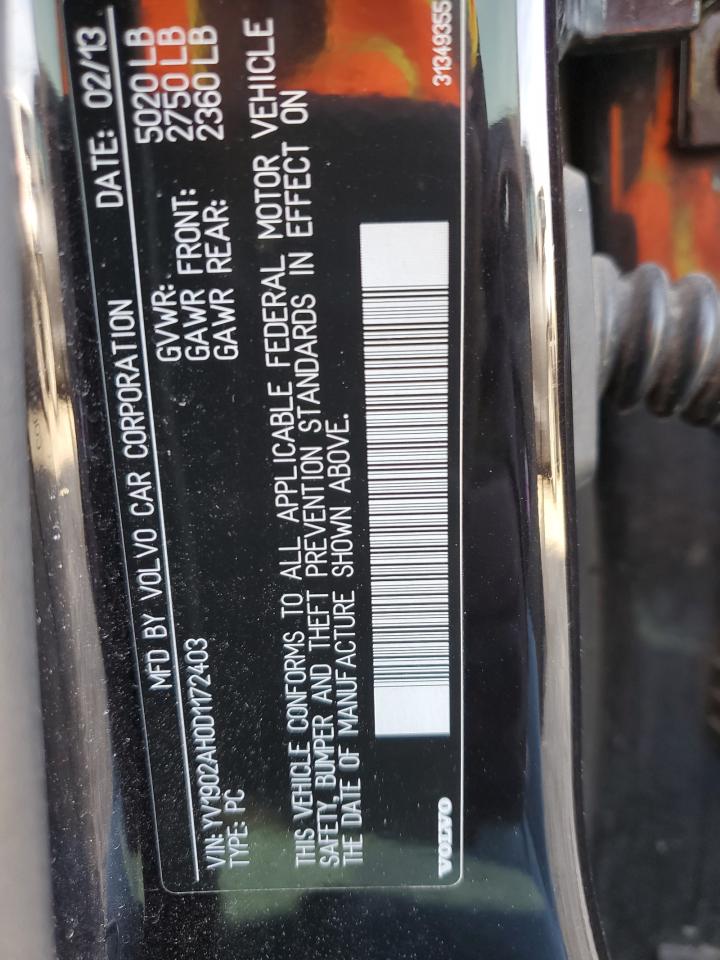 MFD BY VOLVO CAR CORPORATION DATE: 02/13
VIN: YV1902AH0D1172403 GVWR: 5020 LB
TYPE: PC GAWR FRONT: 2750 LB
GAWR REAR: 2360 LB
THIS VEHICLE CONFORMS TO ALL APPLICABLE FEDERAL MOTOR VEHICLE
SAFETY, BUMPER AND THEFT PREVENTION STANDARDS IN EFFECT ON
THE DATE OF MANUFACTURE SHOWN ABOVE.
VOLVO 31349355